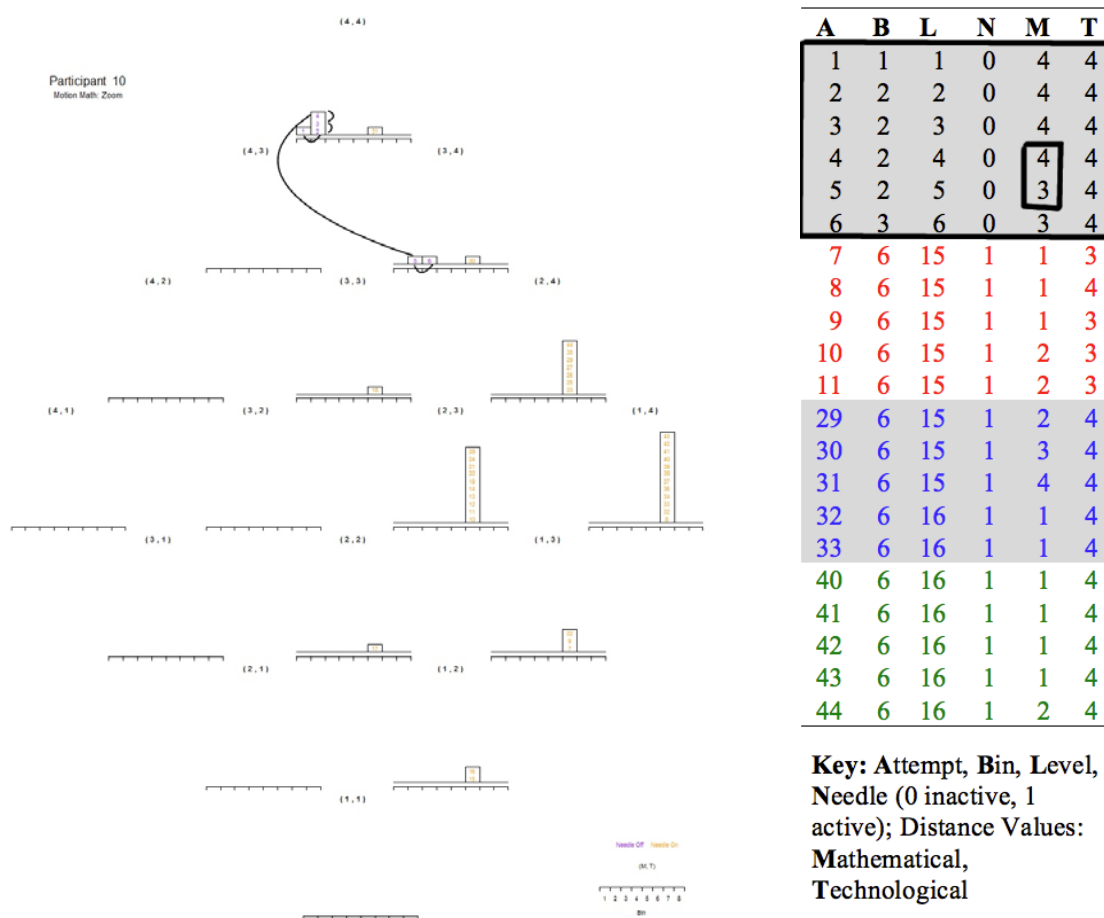 (4,4)
Participant 10
Motion Math: Zoom
(4,3) (3,4)
(4,2) (3,3) (2,4)
(4,1) (3,2) (2,3) (1,4)
(3,1) (2,2) (1,3)
(2,1) (1,2)
(1,1)
Needle Off Needle On
(M,T)
1 2 3 4 5 6 7 8
Bin
A B L N M T
1 1 1 0 4 4
2 2 2 0 4 4
3 2 3 0 4 4
4 2 4 0 4 4
5 2 5 0 3 4
6 3 6 0 3 4
7 6 15 1 1 3
8 6 15 1 1 4
9 6 15 1 1 3
10 6 15 1 2 3
11 6 15 1 2 3
29 6 15 1 2 4
30 6 15 1 3 4
31 6 15 1 4 4
32 6 16 1 1 4
33 6 16 1 1 4
40 6 16 1 1 4
41 6 16 1 1 4
42 6 16 1 1 4
43 6 16 1 1 4
44 6 16 1 2 4
Key: Attempt, Bin, Level,
Needle (0 inactive, 1
active); Distance Values:
Mathematical,
Technological